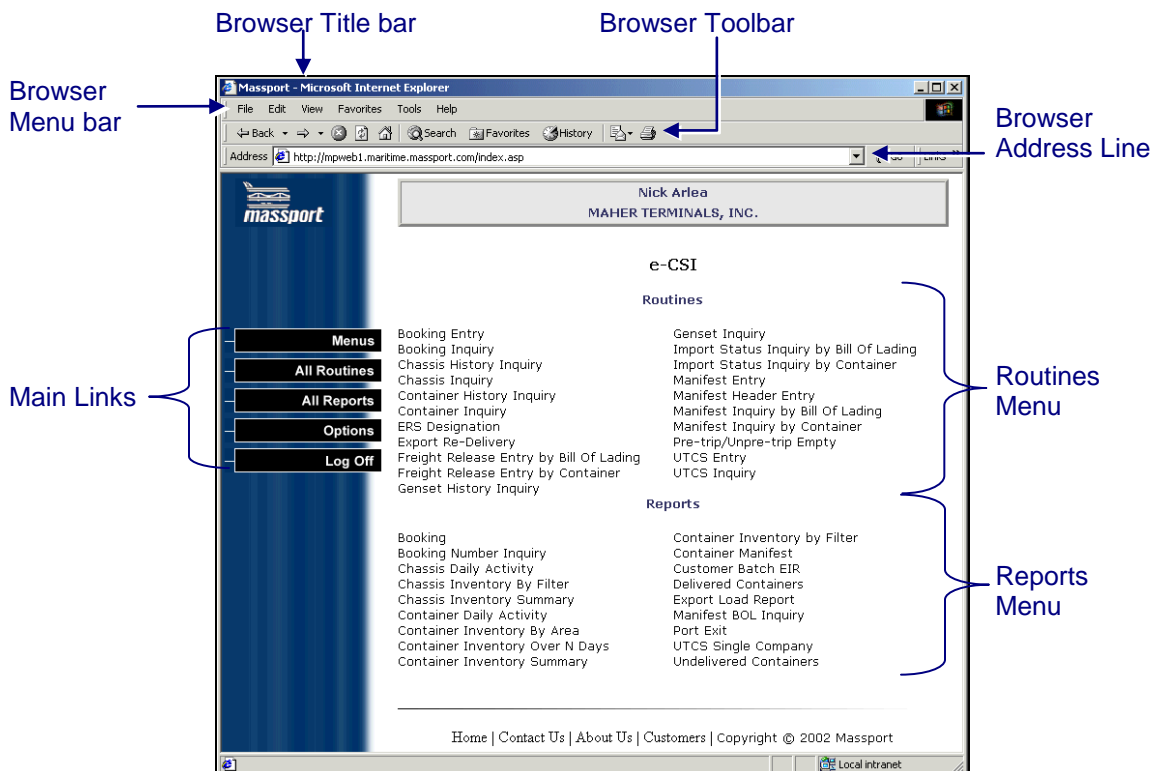 Browser Title bar
Browser Toolbar
Browser
Menu bar
Browser
Address Line
Massport - Microsoft Internet Explorer
File Edit View Favorites Tools Help
Back Search Favorites History
Address http://mpweb1.maritime.massport.com/index.asp
massport
Nick Arlea
MAHER TERMINALS, INC.
e-CSI
Routines
Main Links
Menus
All Routines
All Reports
Options
Log Off
Booking Entry
Booking Inquiry
Chassis History Inquiry
Chassis Inquiry
Container History Inquiry
Container Inquiry
ERS Designation
Export Re-Delivery
Freight Release Entry by Bill Of Lading
Freight Release Entry by Container
Genset History Inquiry
Genset Inquiry
Import Status Inquiry by Bill Of Lading
Import Status Inquiry by Container
Manifest Entry
Manifest Header Entry
Manifest Inquiry by Bill Of Lading
Manifest Inquiry by Container
Pre-trip/Unpre-trip Empty
UTCS Entry
UTCS Inquiry
Routines
Menu
Reports
Booking
Booking Number Inquiry
Chassis Daily Activity
Chassis Inventory By Filter
Chassis Inventory Summary
Container Daily Activity
Container Inventory By Area
Container Inventory Over N Days
Container Inventory Summary
Container Inventory by Filter
Container Manifest
Customer Batch EIR
Delivered Containers
Export Load Report
Manifest BOL Inquiry
Port Exit
UTCS Single Company
Undelivered Containers
Reports
Menu
Home | Contact Us | About Us | Customers | Copyright © 2002 Massport
Local intranet